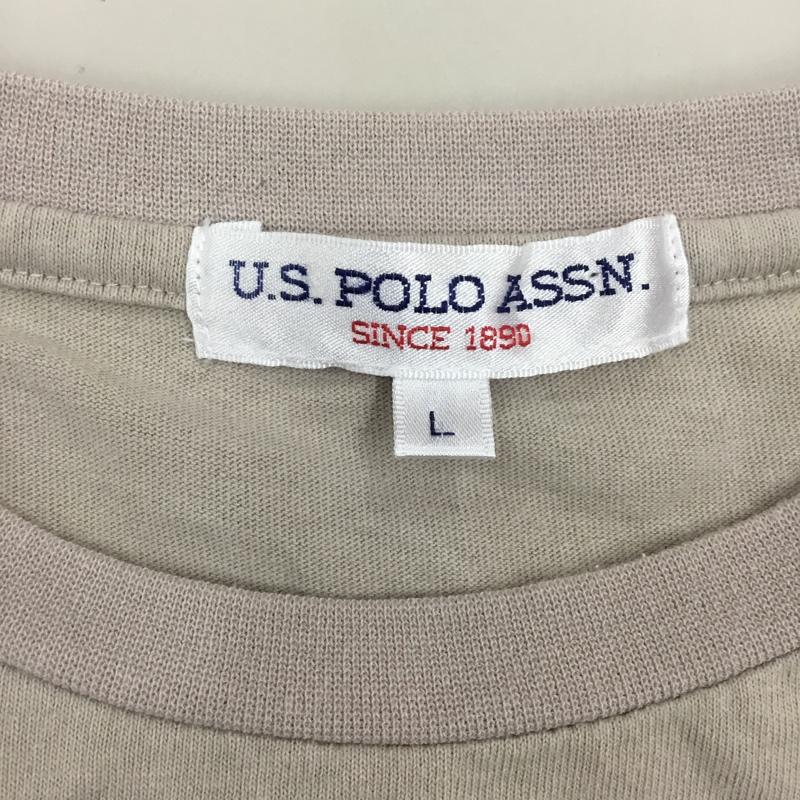 U.S. POLO ASSN.
SINCE 1890
L